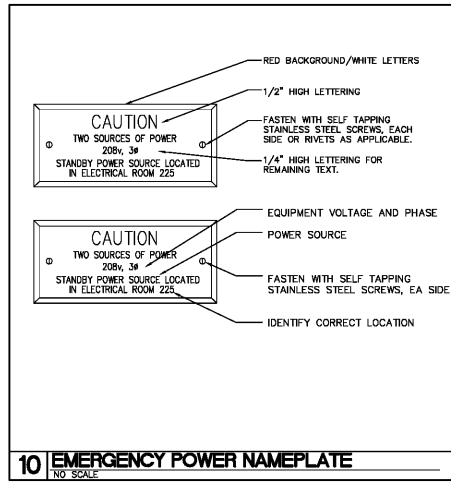 RED BACKGROUND/WHITE LETTERS
1/2" HIGH LETTERING
FASTEN WITH SELF TAPPING
STAINLESS STEEL SCREWS, EACH
SIDE OR RIVETS AS APPLICABLE.
1/4" HIGH LETTERING FOR
REMAINING TEXT.
CAUTION
TWO SOURCES OF POWER
208v, 3ø
STANDBY POWER SOURCE LOCATED
IN ELECTRICAL ROOM 225
CAUTION
TWO SOURCES OF POWER
208v, 3ø
STANDBY POWER SOURCE LOCATED
IN ELECTRICAL ROOM 225
EQUIPMENT VOLTAGE AND PHASE
POWER SOURCE
FASTEN WITH SELF TAPPING
STAINLESS STEEL SCREWS, EA SIDE
IDENTIFY CORRECT LOCATION
10 EMERGENCY POWER NAMEPLATE
NO SCALE